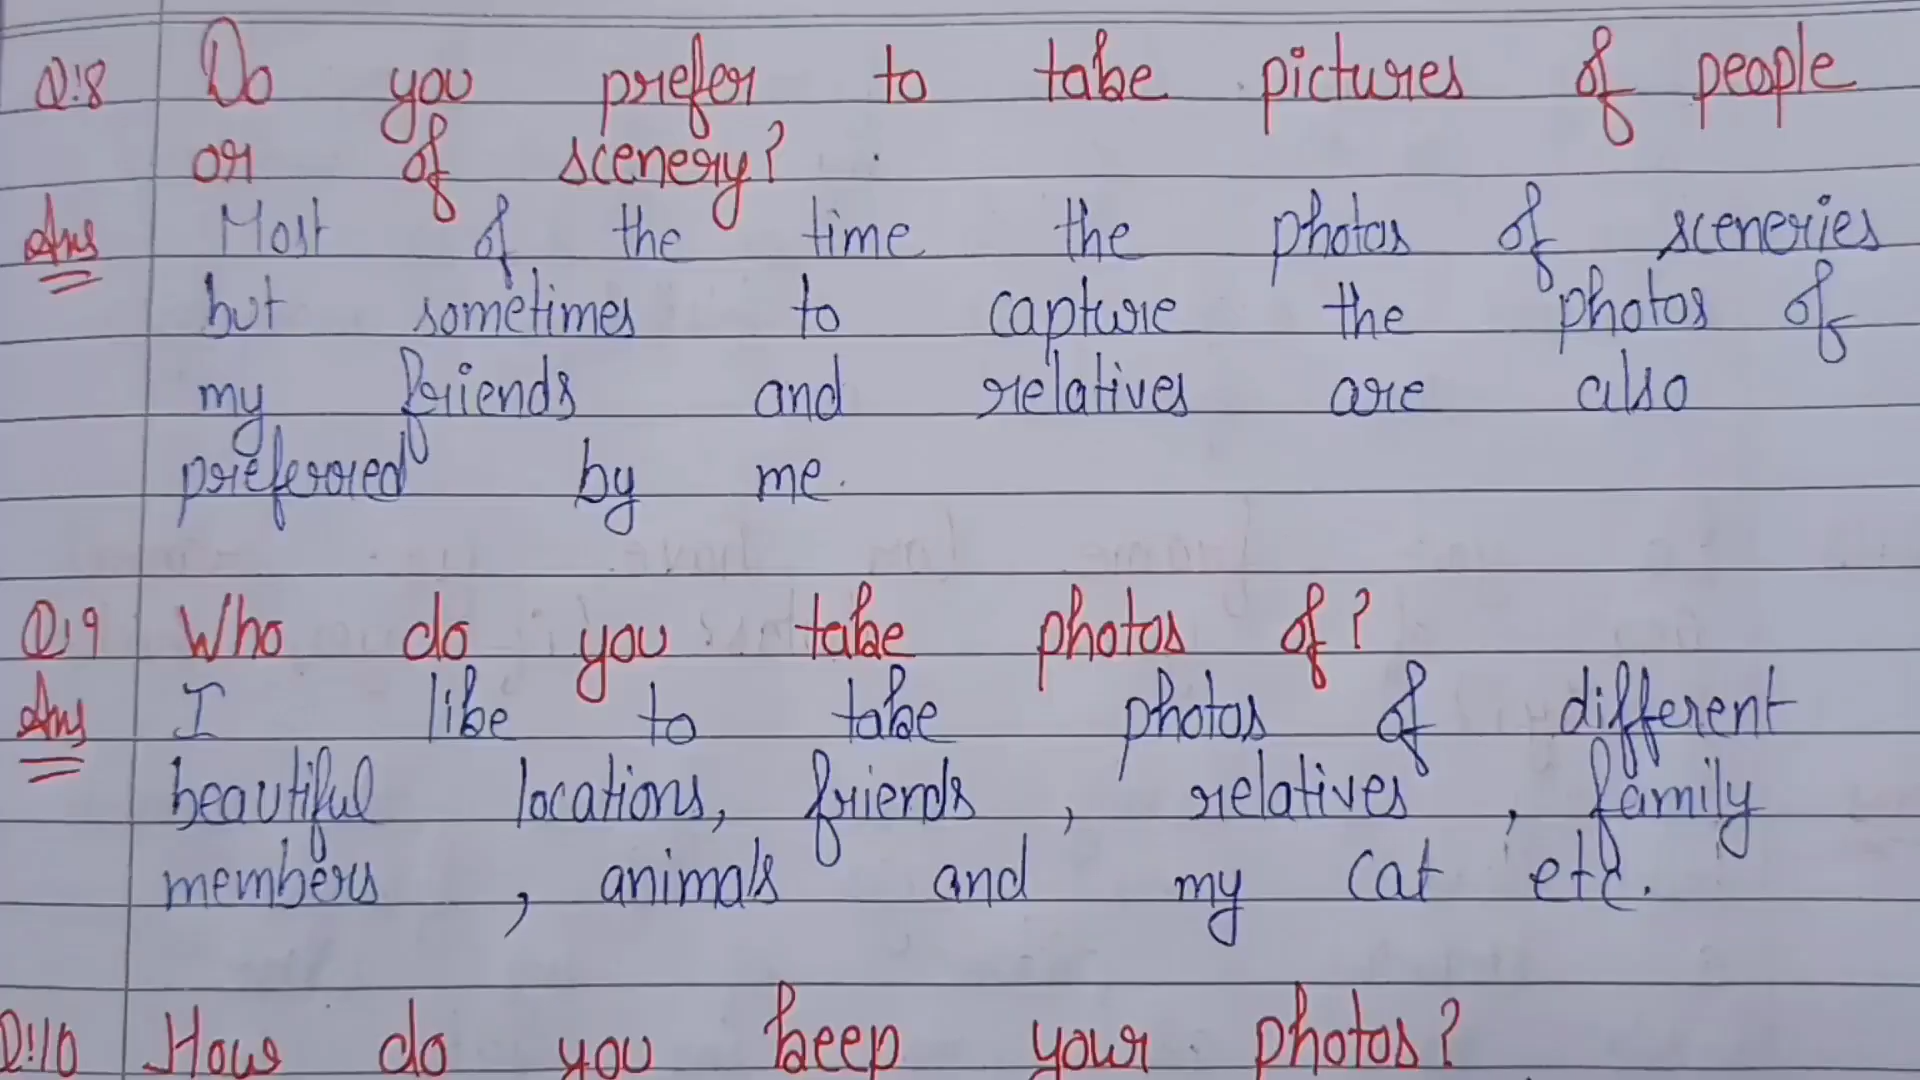 Q:8 Do you prefer to take pictures of people
or of scenery?
Ans Most of the time the photos of sceneries
but sometimes to capture the photos of
my friends and relatives are also
preferred by me.
Q:9 Who do you take photos of?
Ans I like to take photos of different
beautiful locations, friends, relatives, family
members, animals and my cat etc.
Q:10 How do you keep your photos?